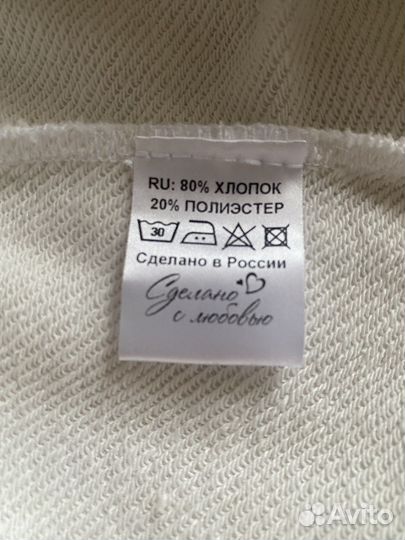 RU: 80% ХЛОПОК
20% ПОЛИЭСТЕР
30
Сделано в России
Сделано
с любовью
Avito